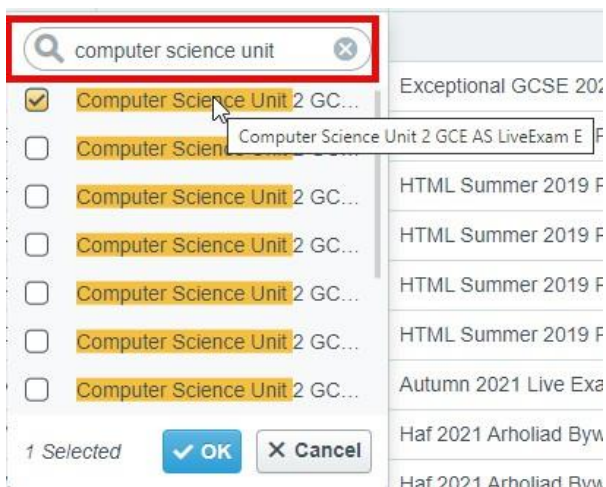 computer science unit
Computer Science Unit 2 GC...
Computer Science Unit 2 GCE AS LiveExam E
Computer Scien
Computer Science Unit 2 GC...
Computer Science Unit 2 GC...
Computer Science Unit 2 GC...
Computer Science Unit 2 GC...
Computer Science Unit 2 GC...
1 Selected
OK
Cancel
Exceptional GCSE 202
HTML Summer 2019 F
HTML Summer 2019 F
HTML Summer 2019 F
HTML Summer 2019 F
Autumn 2021 Live Exa
Haf 2021 Arholiad Byw
Haf 2021 Arholiad Byw